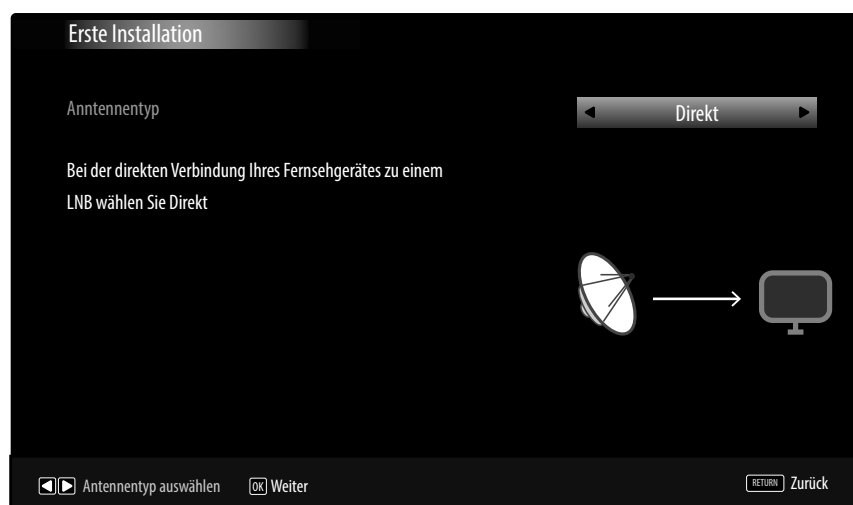 Erste Installation
Anntennentyp
Direkt
Bei der direkten Verbindung Ihres Fernsehgerätes zu einem
LNB wählen Sie Direkt
Antennentyp auswählen OK Weiter RETURN Zurück